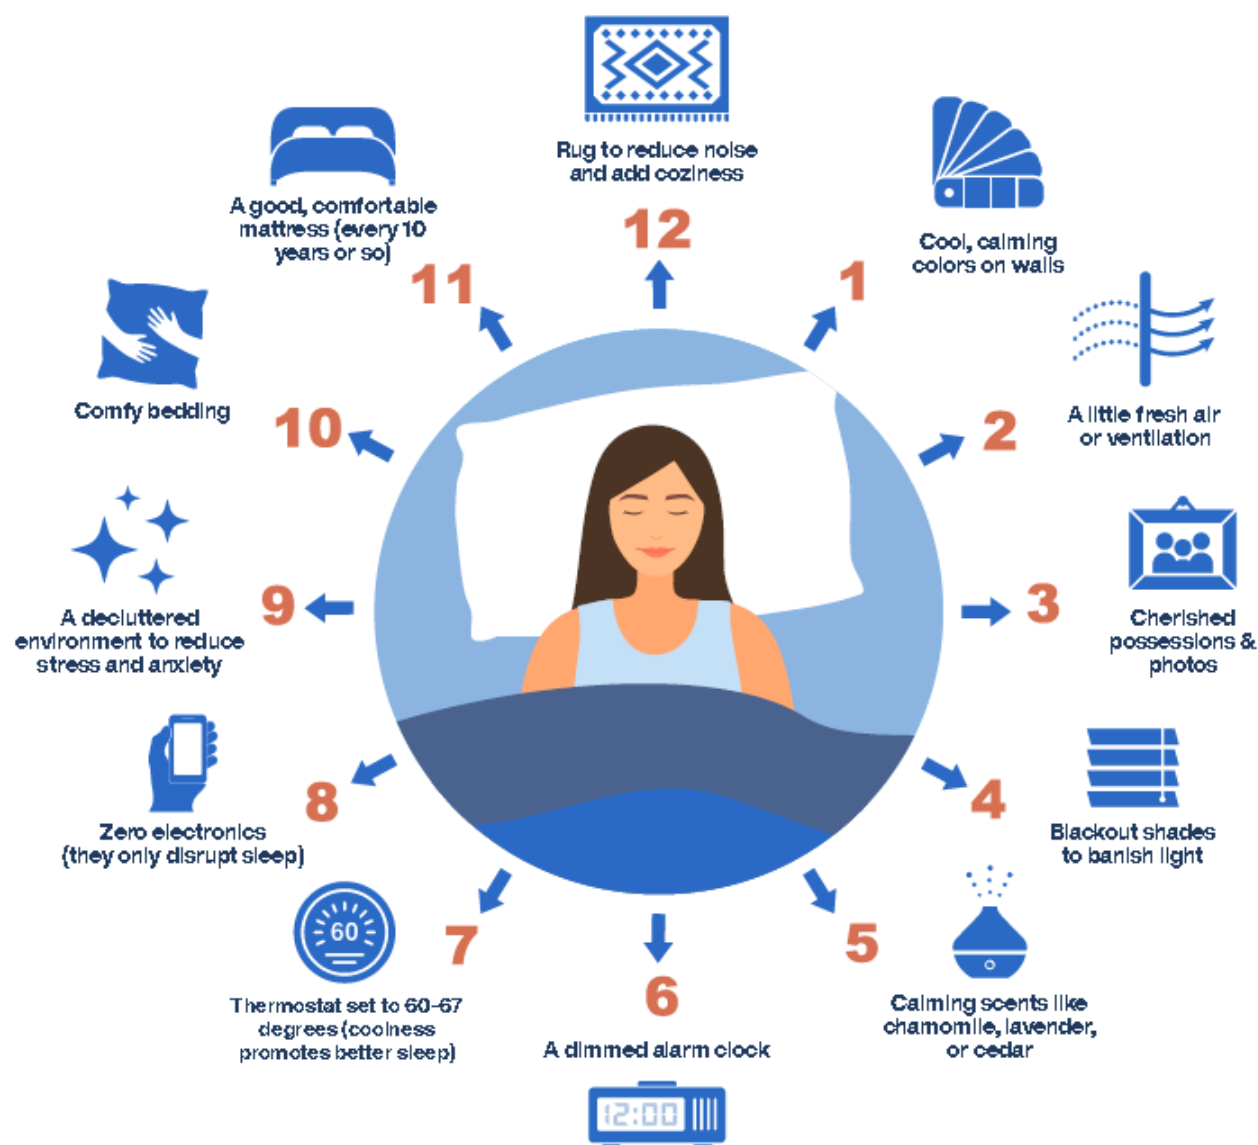 12
Rug to reduce noise
and add coziness
1
Cool, calming
colors on walls
2
A little fresh air
or ventilation
3
Cherished
possessions &
photos
4
Blackout shades
to banish light
5
Calming scents like
chamomile, lavender,
or cedar
6
A dimmed alarm clock
12:00
7
60
Thermostat set to 60-67
degrees (coolness
promotes better sleep)
8
Zero electronics
(they only disrupt sleep)
9
A decluttered
environment to reduce
stress and anxiety
10
Comfy bedding
11
A good, comfortable
mattress (every 10
years or so)